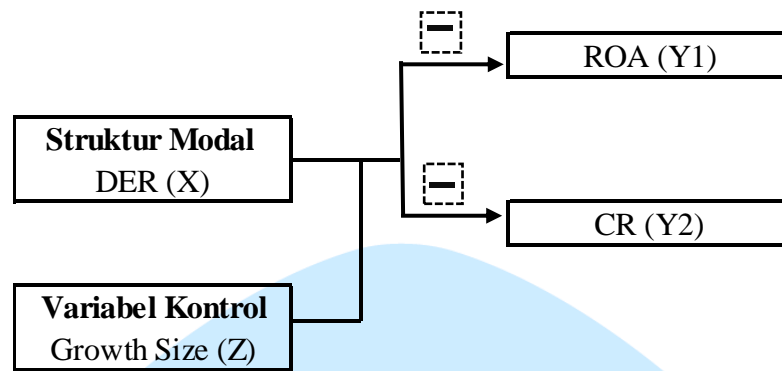 ROA (Y1)
Struktur Modal
DER (X)
CR (Y2)
Variabel Kontrol
Growth Size (Z)